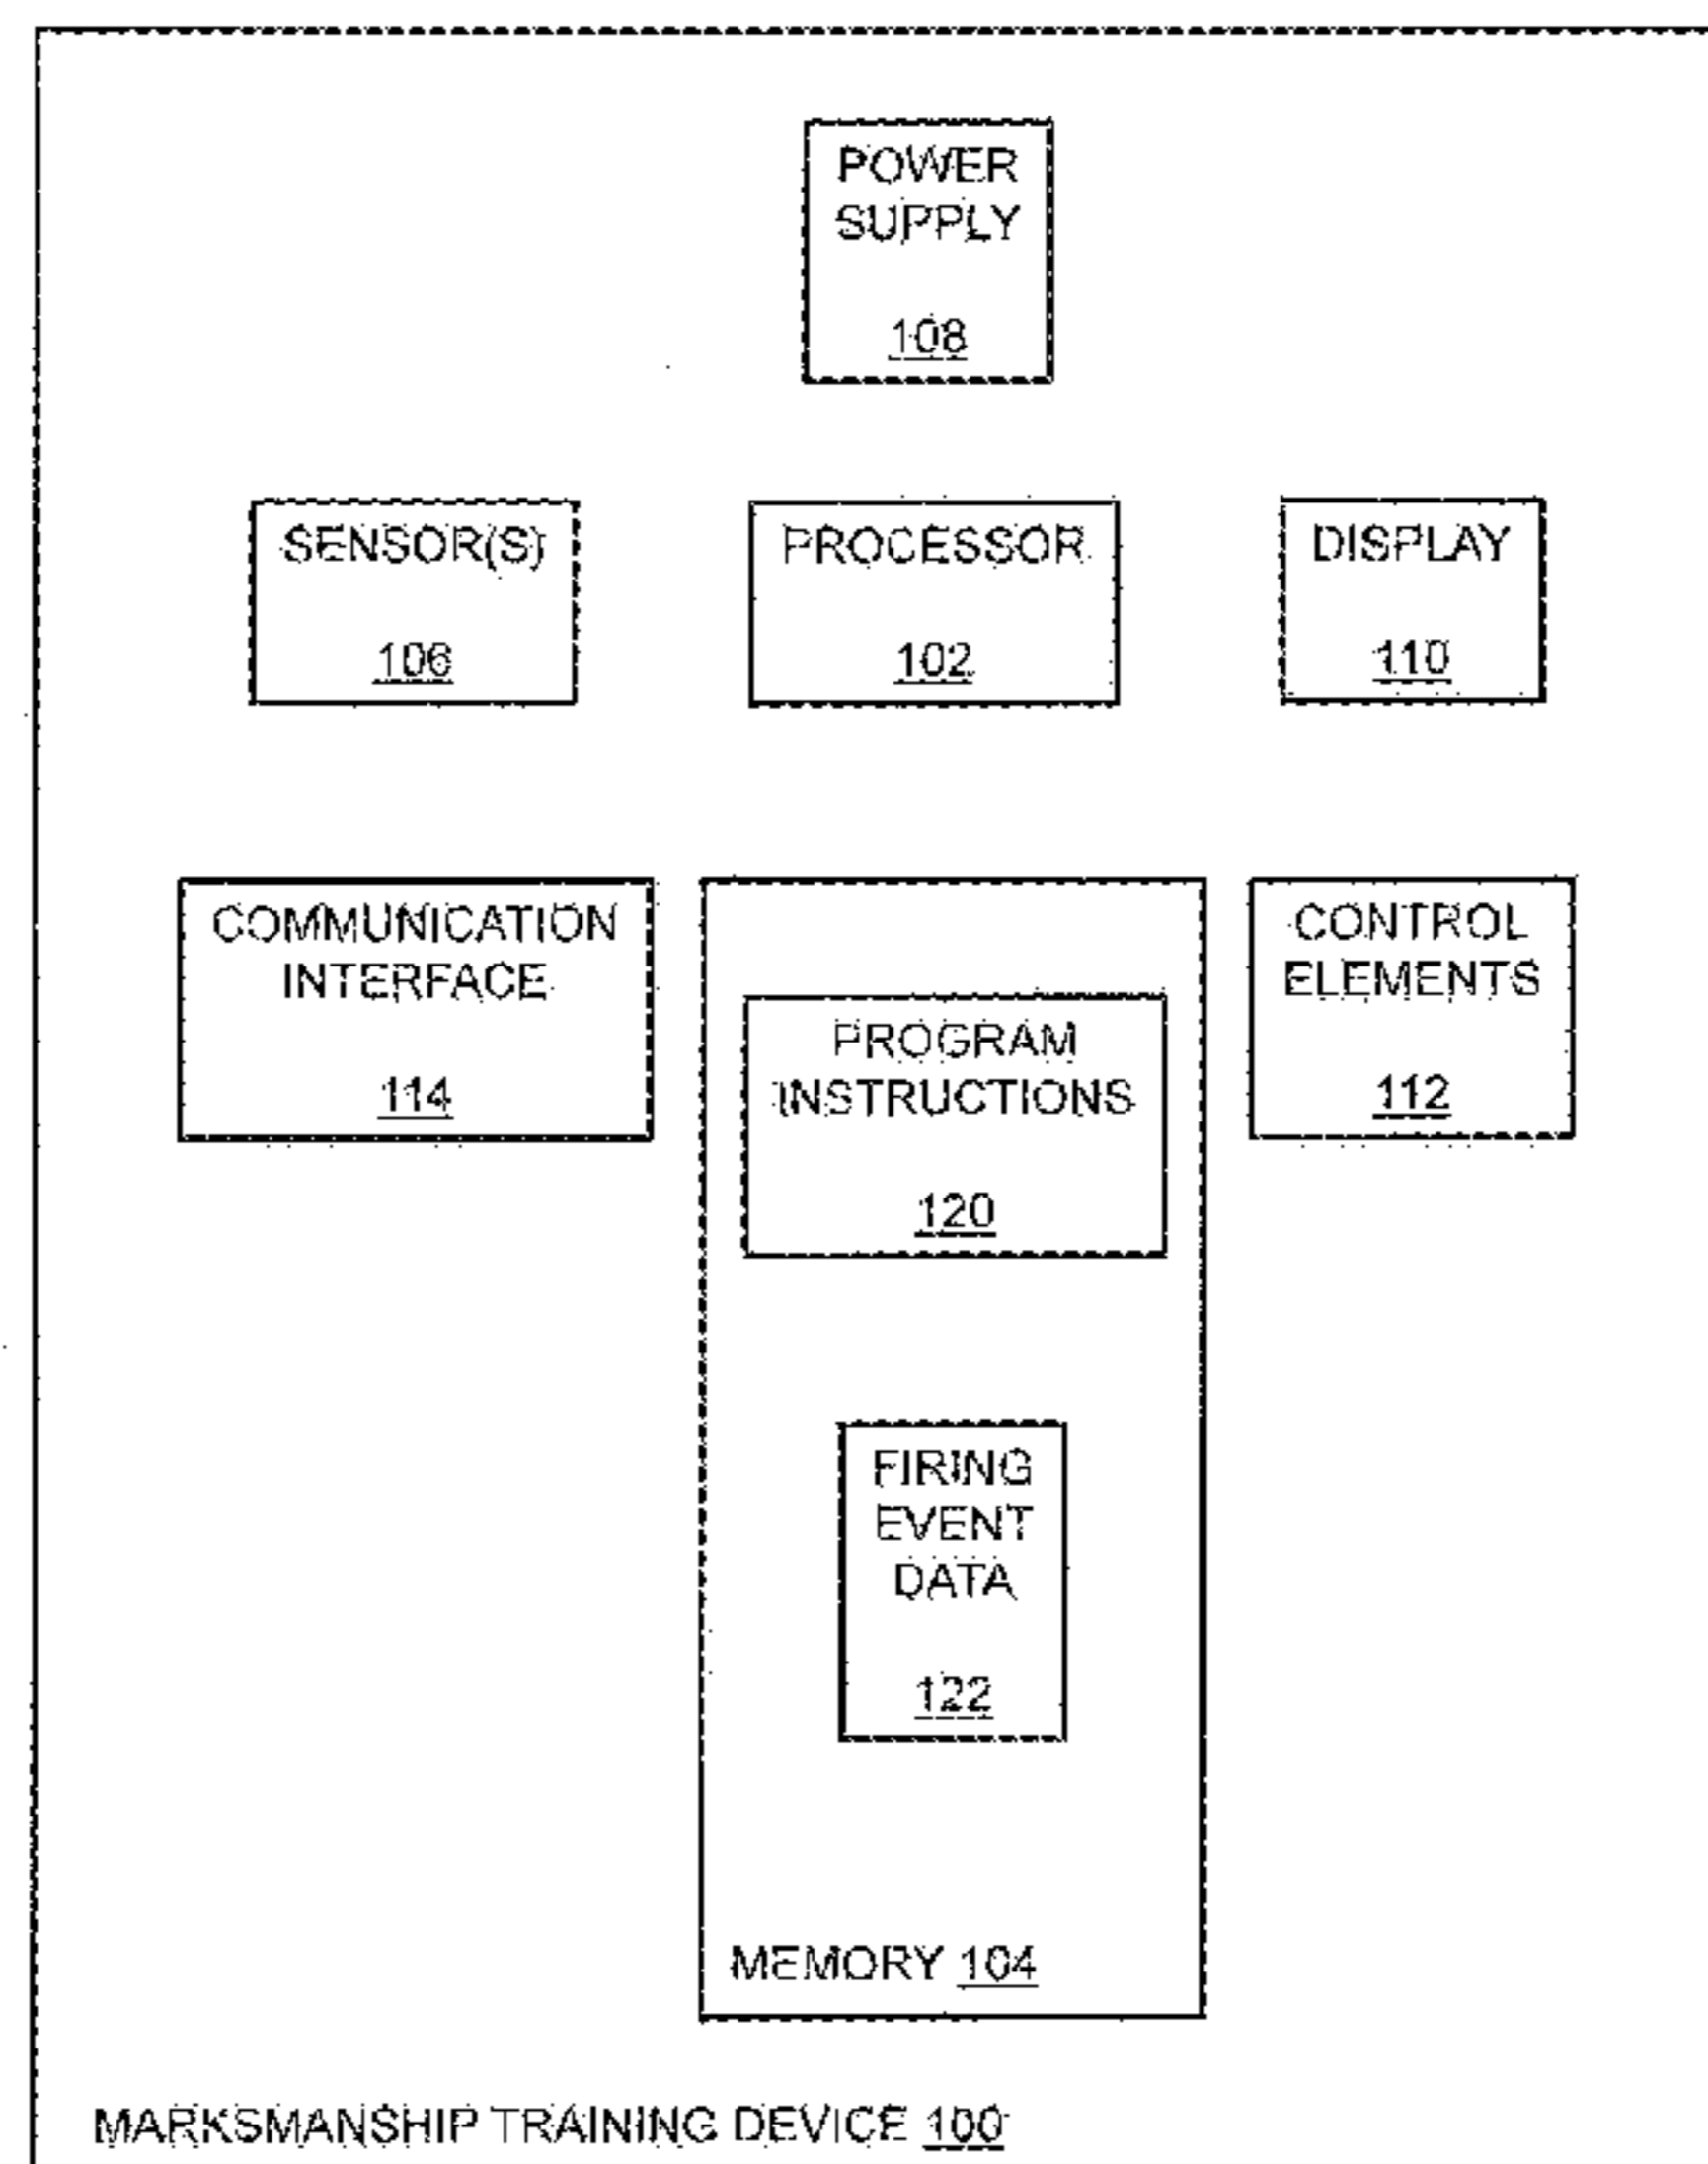 POWER
SUPPLY
108
SENSOR(S)
106
PROCESSOR
102
DISPLAY
110
COMMUNICATION
INTERFACE
114
PROGRAM
INSTRUCTIONS
120
CONTROL
ELEMENTS
112
FIRING
EVENT
DATA
122
MEMORY 104
MARKSMANSHIP TRAINING DEVICE 100